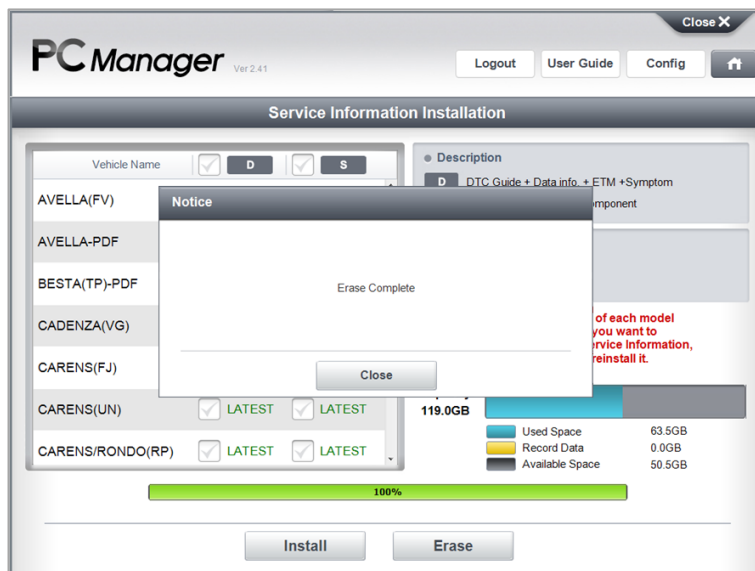 Close X
PC Manager Ver 2.41
Logout User Guide Config
Service Information Installation
Vehicle Name D S
AVELLA(FV)
AVELLA-PDF
BESTA(TP)-PDF
CADENZA(VG)
CARENS(FJ)
CARENS(UN) LATEST LATEST
CARENS/RONDO(RP) LATEST LATEST
Description
D DTC Guide + Data info. + ETM +Symptom
Notice
Erase Complete
Close
of each model
you want to
Information,
reinstall it.
119.0GB
Used Space 63.5GB
Record Data 0.0GB
Available Space 50.5GB
100%
Install Erase